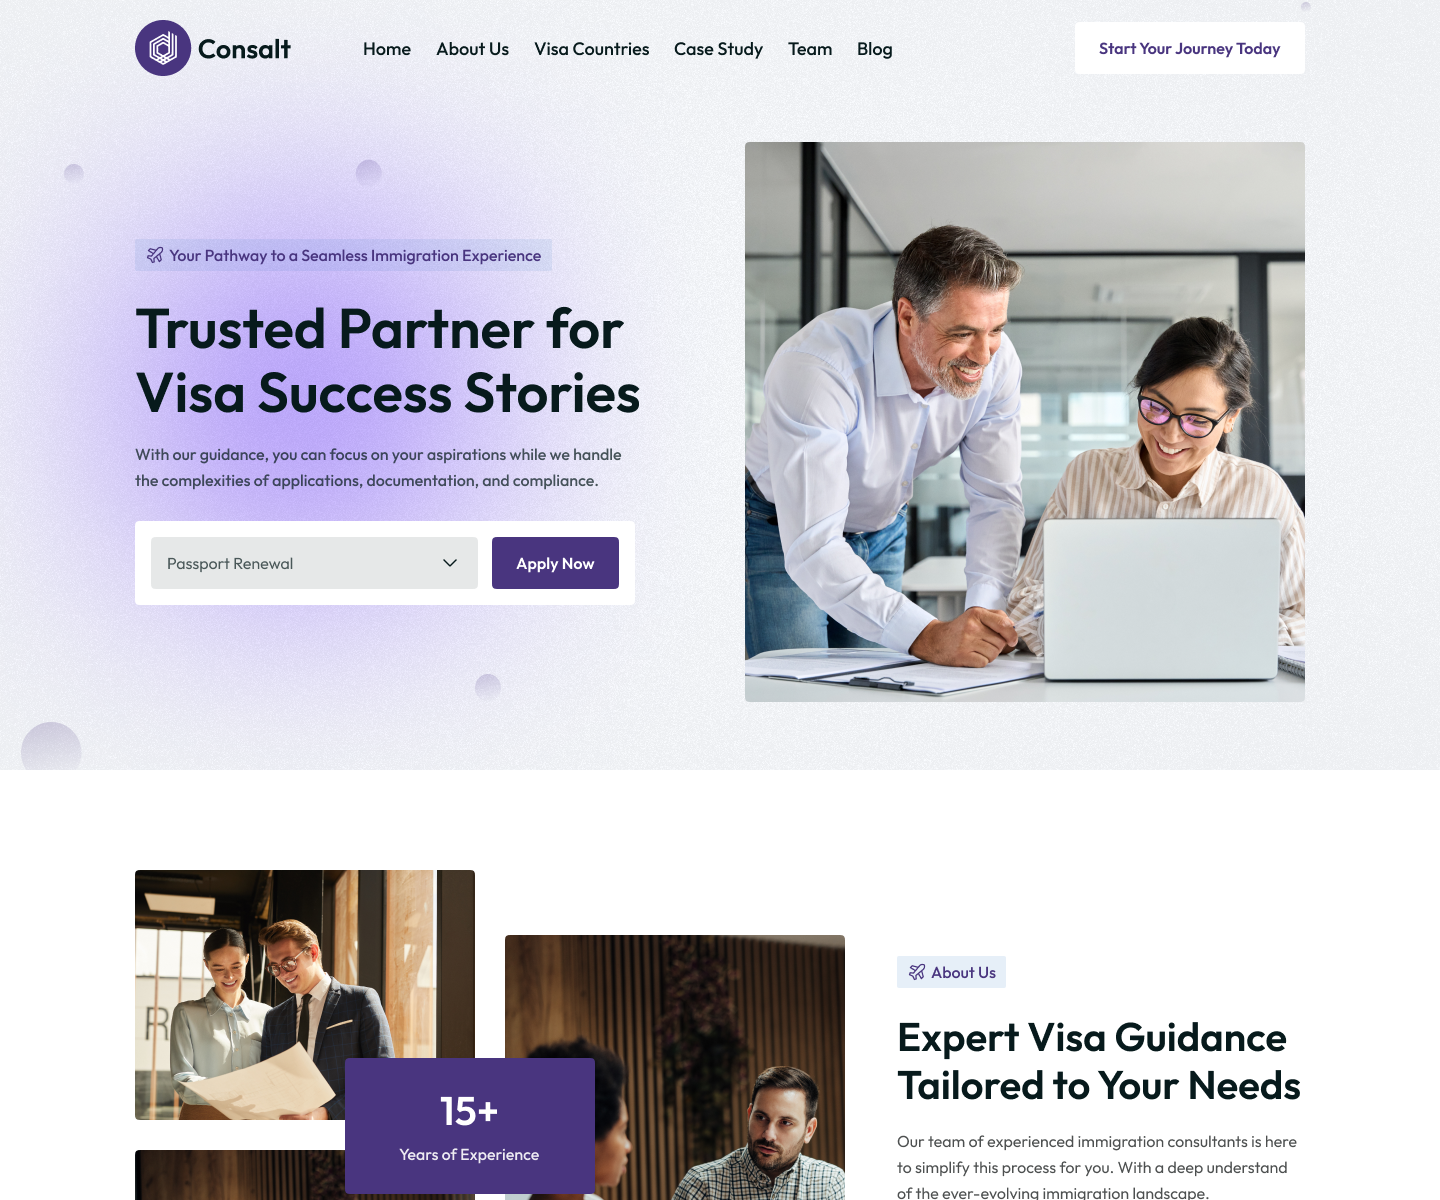 Consalt
Home
About Us
Visa Countries
Case Study
Team
Blog
Start Your Journey Today
Your Pathway to a Seamless Immigration Experience
Trusted Partner for
Visa Success Stories
With our guidance, you can focus on your aspirations while we handle
the complexities of applications, documentation, and compliance.
Passport Renewal
Apply Now
15+
Years of Experience
About Us
Expert Visa Guidance
Tailored to Your Needs
Our team of experienced immigration consultants is here
to simplify this process for you. With a deep understand
of the ever-evolving immigration landscape.